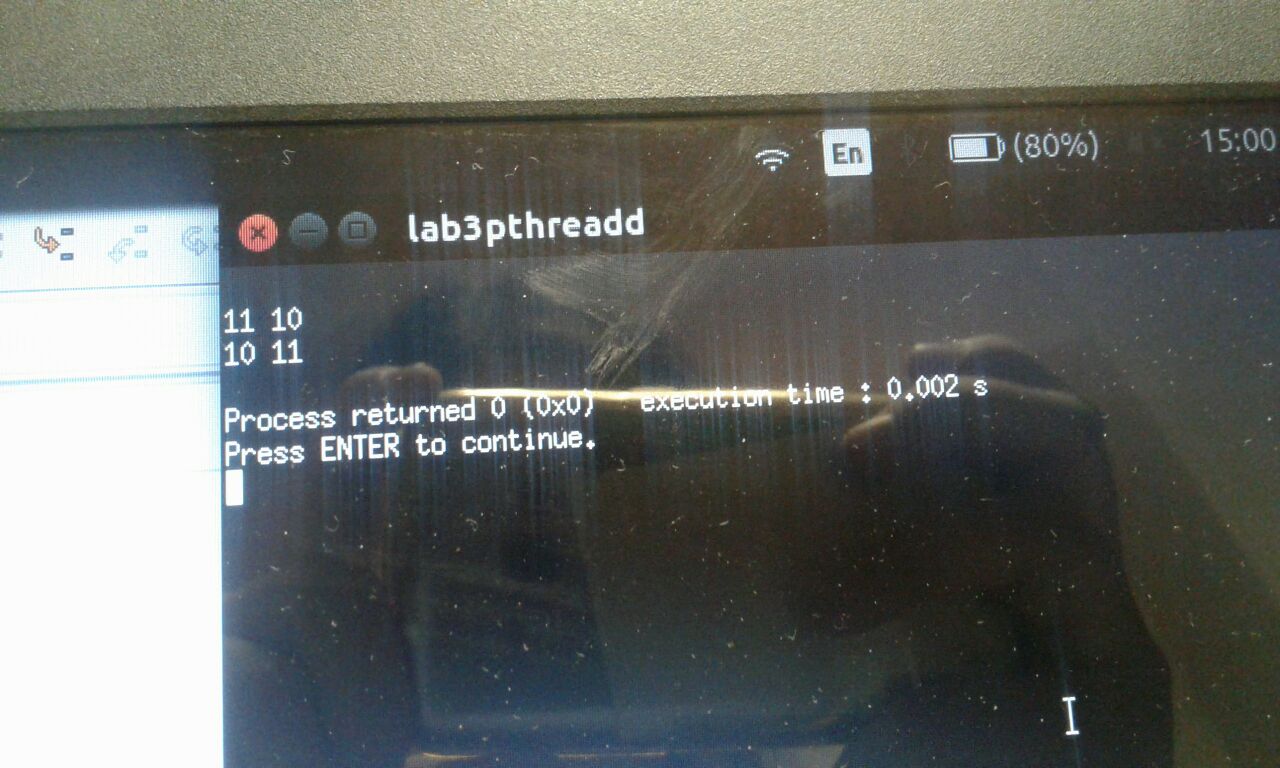 En (80%) 15:00
lab3pthreadd
11 10
10 11
Process returned 0 (0x0) execution time : 0.002 s
Press ENTER to continue.